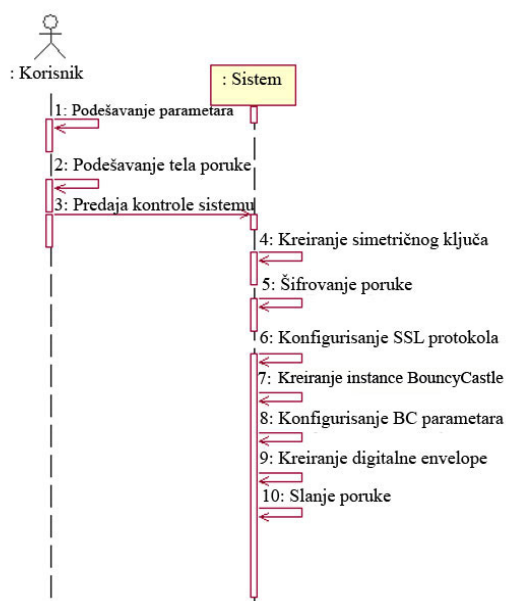 : Korisnik
: Sistem
1: Podešavanje parametara
2: Podešavanje tela poruke
3: Predaja kontrole sistemu
4: Kreiranje simetričnog ključa
5: Šifrovanje poruke
6: Konfigurisanje SSL protokola
7: Kreiranje instance BouncyCastle
8: Konfigurisanje BC parametara
9: Kreiranje digitalne envelope
10: Slanje poruke